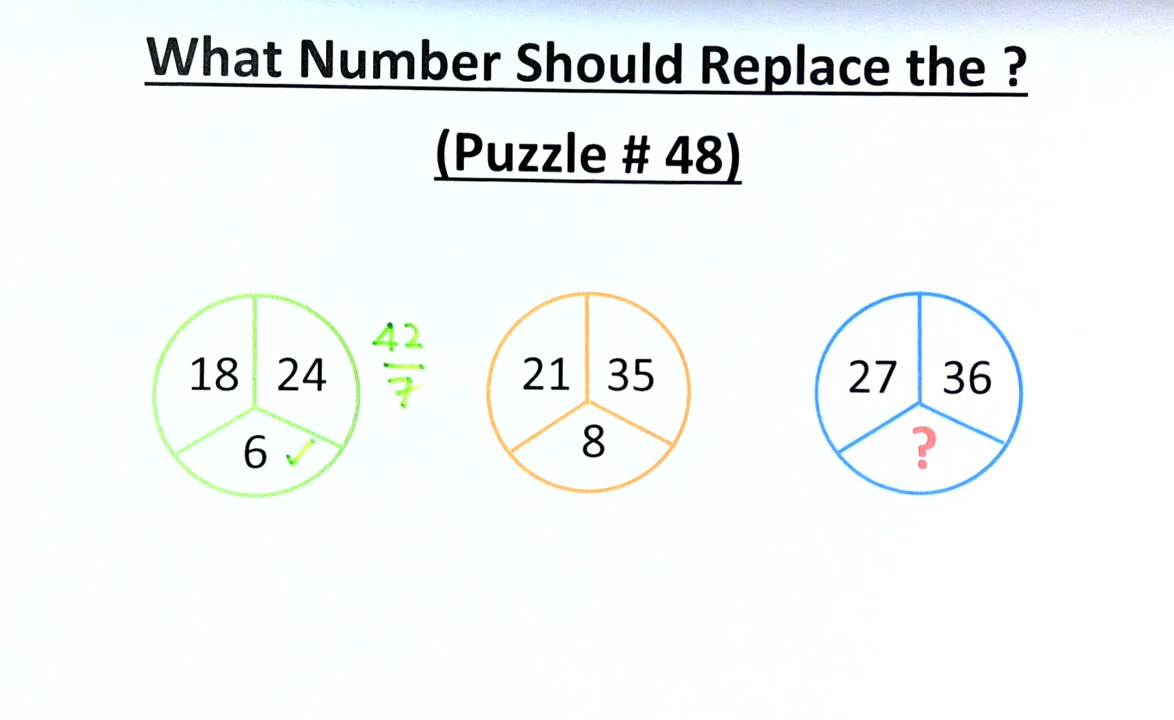 What Number Should Replace the ?
(Puzzle # 48)
18 24 6 ✓
42
7
21 35 8
27 36 ?